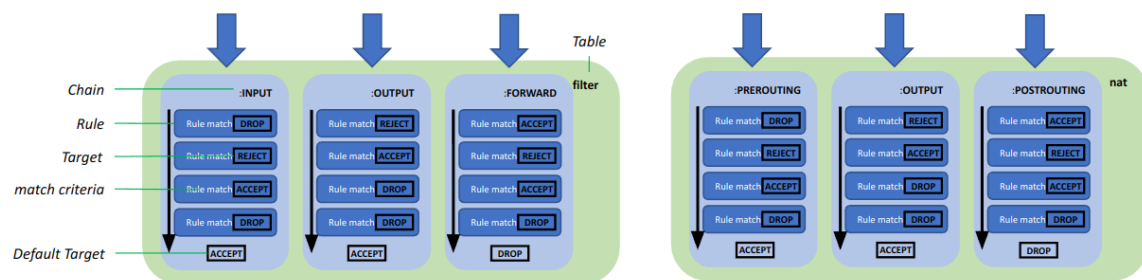 Table
filter
nat
Chain
Rule
Target
match criteria
Default Target
:INPUT
Rule match DROP
Rule match REJECT
Rule match ACCEPT
Rule match DROP
ACCEPT
:OUTPUT
Rule match REJECT
Rule match ACCEPT
Rule match DROP
Rule match DROP
ACCEPT
:FORWARD
Rule match ACCEPT
Rule match REJECT
Rule match ACCEPT
Rule match DROP
DROP
:PREROUTING
Rule match DROP
Rule match REJECT
Rule match ACCEPT
Rule match DROP
ACCEPT
:OUTPUT
Rule match REJECT
Rule match ACCEPT
Rule match DROP
Rule match DROP
ACCEPT
:POSTROUTING
Rule match ACCEPT
Rule match REJECT
Rule match ACCEPT
Rule match DROP
DROP